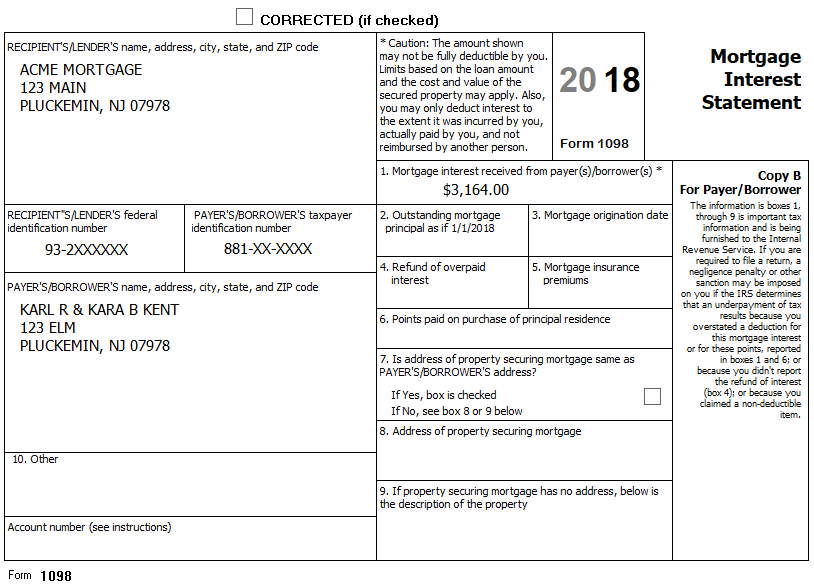 CORRECTED (if checked)
RECIPIENT'S/LENDER'S name, address, city, state, and ZIP code
ACME MORTGAGE
123 MAIN
PLUCKEMIN, NJ 07978
* Caution: The amount shown
may not be fully deductible by you.
Limits based on the loan amount
and the cost and value of the
secured property may apply. Also,
you may only deduct interest to
the extent it was incurred by you,
actually paid by you, and not
reimbursed by another person.
2018
Form 1098
Mortgage
Interest
Statement
1. Mortgage interest received from payer(s)/borrower(s) *
$3,164.00
Copy B
For Payer/Borrower
The information is boxes 1,
through 9 is important tax
information and is being
furnished to the Internal
Revenue Service. If you are
required to file a return, a
negligence penalty or other
sanction may be imposed
on you if the IRS determines
that an underpayment of tax
results because you
overstated a deduction for
this mortgage interest
or for these points, reported
in boxes 1 and 6; or
because you didn't report
the refund of interest
(box 4); or because you
claimed a non-deductible
item.
RECIPIENT"S/LENDER'S federal
identification number
93-2XXXXXX
PAYER'S/BORROWER'S taxpayer
identification number
881-XX-XXXX
2. Outstanding mortgage
principal as if 1/1/2018
3. Mortgage origination date
4. Refund of overpaid
interest
5. Mortgage insurance
premiums
PAYER'S/BORROWER'S name, address, city, state, and ZIP code
KARL R & KARA B KENT
123 ELM
PLUCKEMIN, NJ 07978
6. Points paid on purchase of principal residence
7. Is address of property securing mortgage same as
PAYER'S/BORROWER'S address?
If Yes, box is checked
If No, see box 8 or 9 below
8. Address of property securing mortgage
10. Other
9. If property securing mortgage has no address, below is
the description of the property
Account number (see instructions)
Form 1098